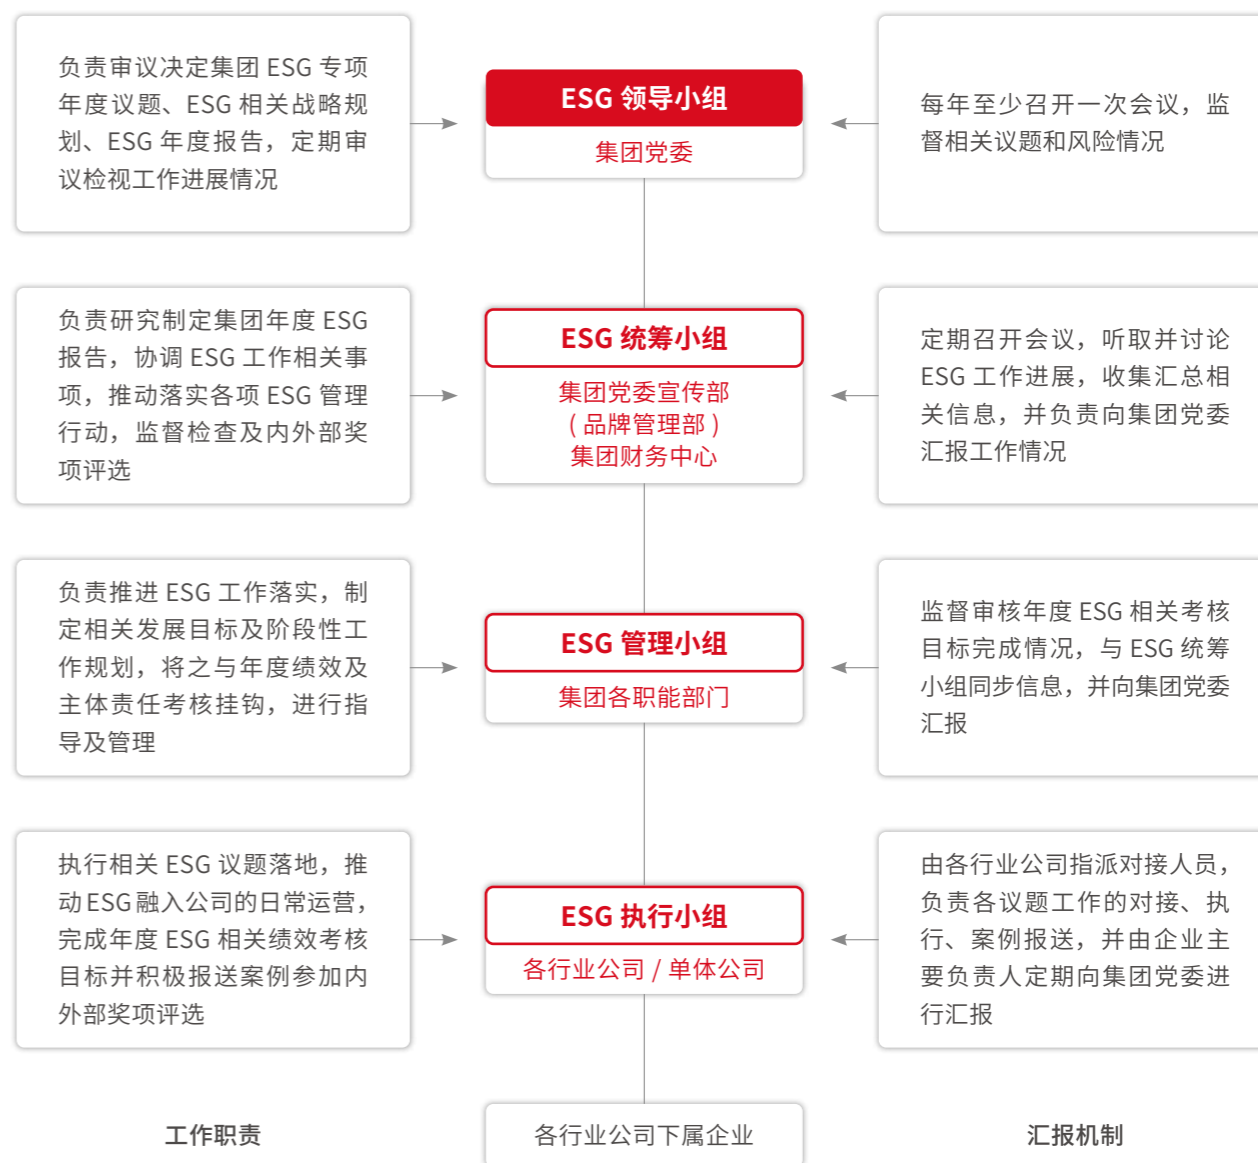 负责审议决定集团 ESG 专项
年度议题、ESG 相关战略规
划、ESG 年度报告，定期审
议检视工作进展情况
ESG 领导小组
集团党委
每年至少召开一次会议，监
督相关议题和风险情况
负责研究制定集团年度 ESG
报告，协调 ESG 工作相关事
项，推动落实各项 ESG 管理
行动，监督检查及内外部奖
项评选
ESG 统筹小组
集团党委宣传部
( 品牌管理部 )
集团财务中心
定期召开会议，听取并讨论
ESG 工作进展，收集汇总相
关信息，并负责向集团党委
汇报工作情况
负责推进 ESG 工作落实，制
定相关发展目标及阶段性工
作规划，将之与年度绩效及
主体责任考核挂钩，进行指
导及管理
ESG 管理小组
集团各职能部门
监督审核年度 ESG 相关考核
目标完成情况，与 ESG 统筹
小组同步信息，并向集团党委
汇报
执行相关 ESG 议题落地，推
动 ESG 融入公司的日常运营，
完成年度 ESG 相关绩效考核
目标并积极报送案例参加内
外部奖项评选
ESG 执行小组
各行业公司 / 单体公司
由各行业公司指派对接人员，
负责各议题工作的对接、执
行、案例报送，并由企业主
要负责人定期向集团党委进
行汇报
工作职责
各行业公司下属企业
汇报机制